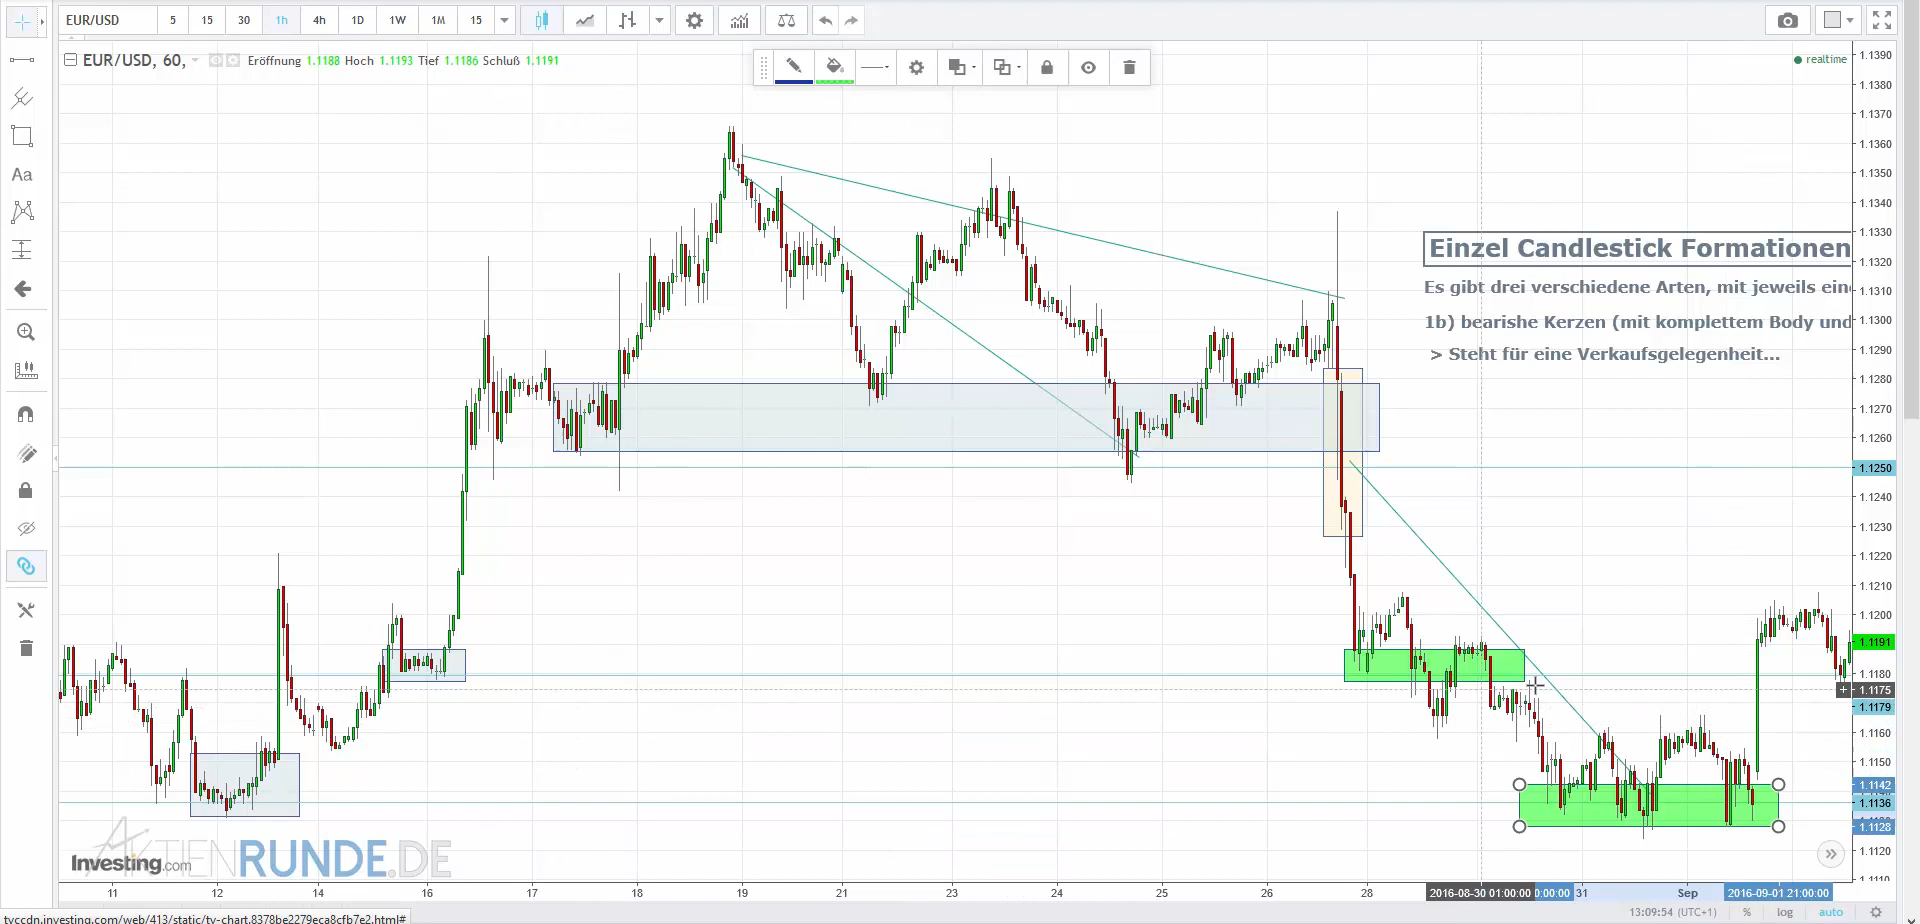 EUR/USD 5 15 30 1h 4h 1D 1W 1M 15
EUR/USD, 60, Eröffnung 1.1188 Hoch 1.1193 Tief 1.1186 Schluß 1.1191
realtime
Aa
Einzel Candlestick Formationen
Es gibt drei verschiedene Arten, mit jeweils ein
1b) bearishe Kerzen (mit komplettem Body und
> Steht für eine Verkaufsgelegenheit...
1.1390
1.1380
1.1370
1.1360
1.1350
1.1340
1.1330
1.1320
1.1310
1.1300
1.1290
1.1280
1.1270
1.1260
1.1250
1.1240
1.1230
1.1220
1.1210
1.1200
1.1191
1.1180
1.1175
1.1179
1.1160
1.1150
1.1142
1.1136
1.1128
1.1120
1.1110
AKTIENRUNDE.DE
Investing.com
11 12 14 16 17 18 19 21 23 24 25 26 28 2016-08-30 01:00:00 0:00:00 31 Sep 2016-09-01 21:00:00
13:09:54 (UTC+1) % log auto
tvccdn.investing.com/web/413/static/tv-chart.8378be2279eca8cfb7e2.html#